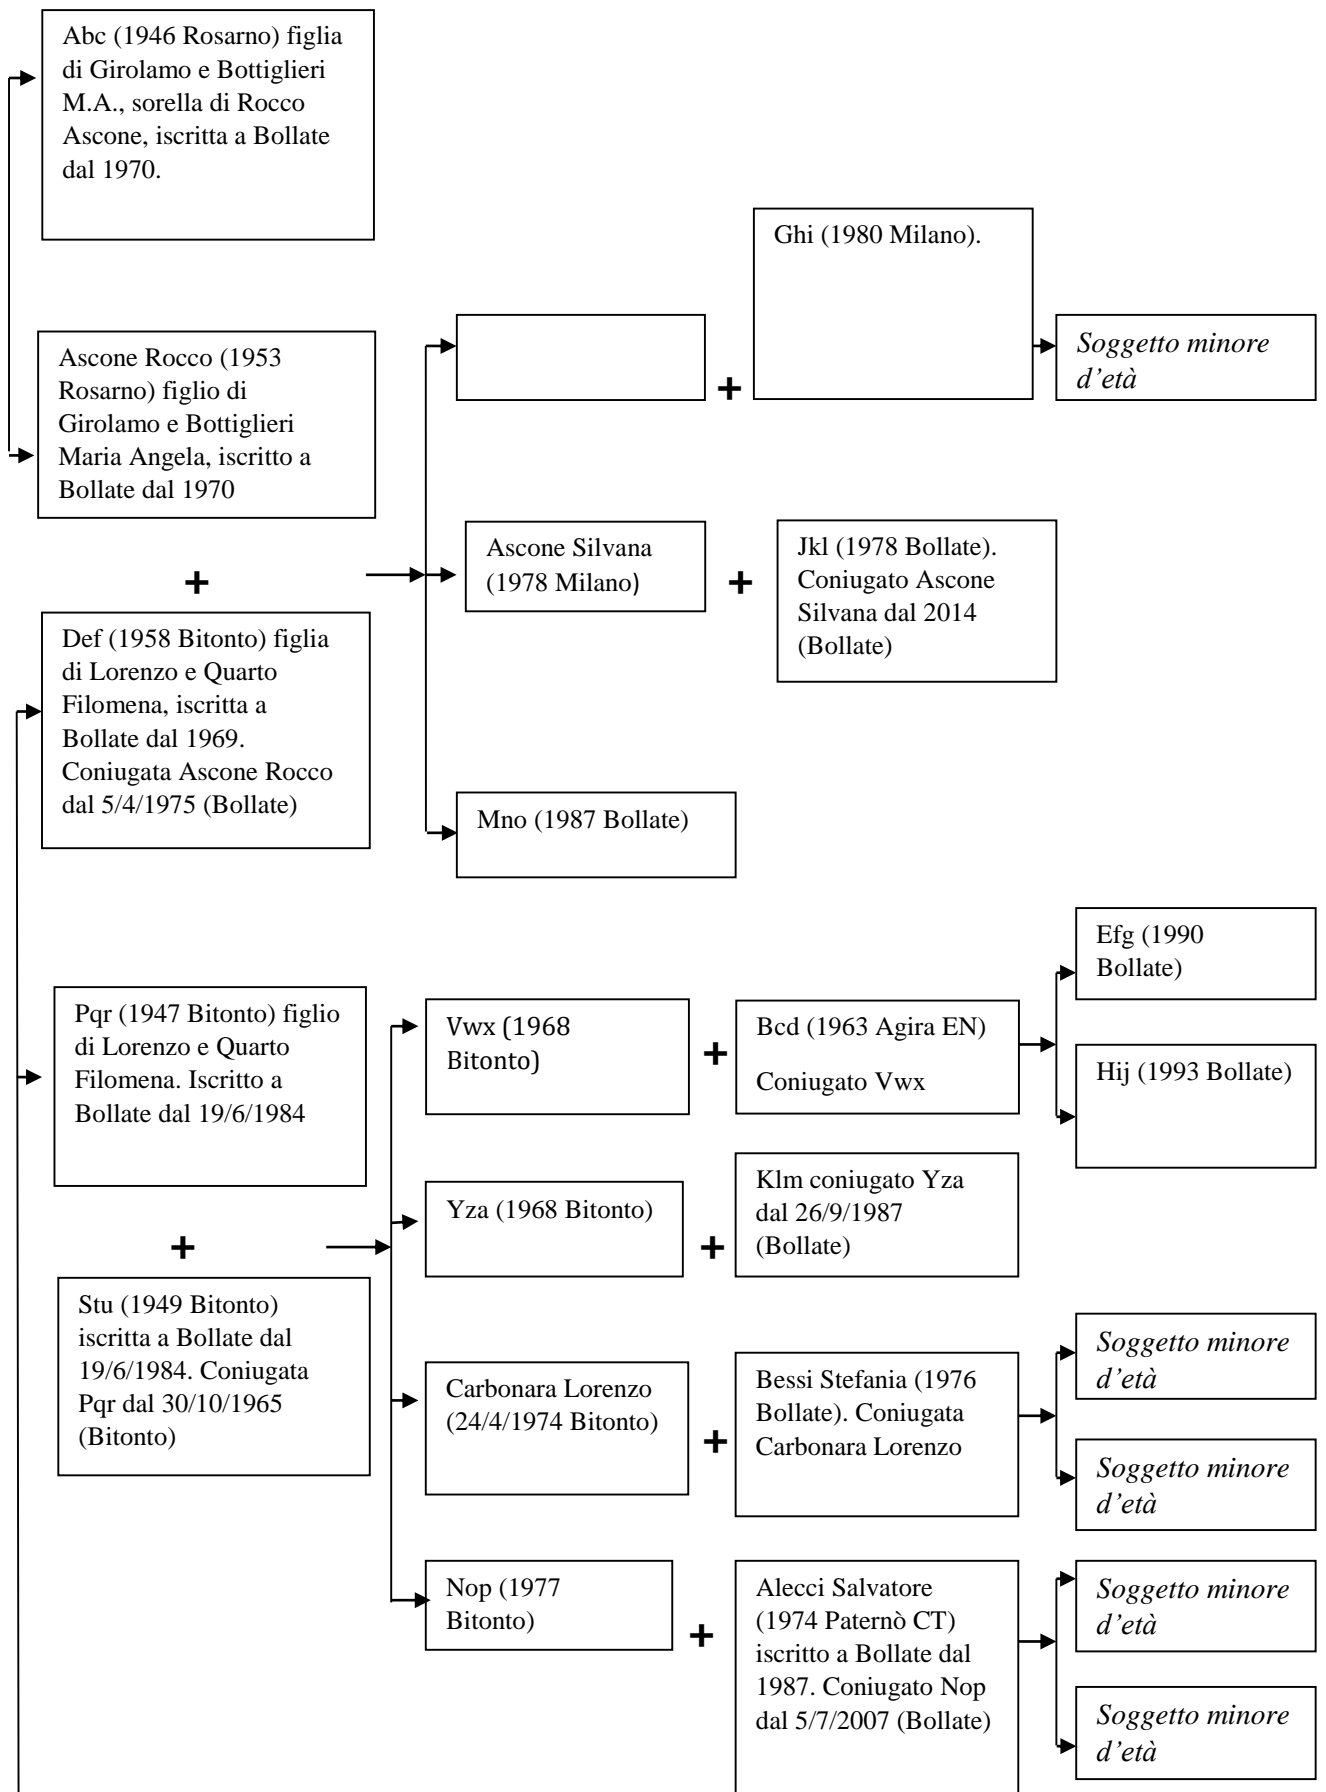 Abc (1946 Rosarno) figlia
di Girolamo e Bottiglieri
M.A., sorella di Rocco
Ascone, iscritta a Bollate
dal 1970.
Ghi (1980 Milano).
Soggetto minore
d’età
Ascone Rocco (1953
Rosarno) figlio di
Girolamo e Bottiglieri
Maria Angela, iscritto a
Bollate dal 1970
+
+
Ascone Silvana
(1978 Milano)
+
Jkl (1978 Bollate).
Coniugato Ascone
Silvana dal 2014
(Bollate)
Def (1958 Bitonto) figlia
di Lorenzo e Quarto
Filomena, iscritta a
Bollate dal 1969.
Coniugata Ascone Rocco
dal 5/4/1975 (Bollate)
Mno (1987 Bollate)
Pqr (1947 Bitonto) figlio
di Lorenzo e Quarto
Filomena. Iscritto a
Bollate dal 19/6/1984
Vwx (1968
Bitonto)
+
Bcd (1963 Agira EN)
Coniugato Vwx
Efg (1990
Bollate)
Hij (1993 Bollate)
+
Yza (1968 Bitonto)
+
Klm coniugato Yza
dal 26/9/1987
(Bollate)
Stu (1949 Bitonto)
iscritta a Bollate dal
19/6/1984. Coniugata
Pqr dal 30/10/1965
(Bitonto)
Carbonara Lorenzo
(24/4/1974 Bitonto)
+
Bessi Stefania (1976
Bollate). Coniugata
Carbonara Lorenzo
Soggetto minore
d’età
Soggetto minore
d’età
Nop (1977
Bitonto)
+
Alecci Salvatore
(1974 Paternò CT)
iscritto a Bollate dal
1987. Coniugato Nop
dal 5/7/2007 (Bollate)
Soggetto minore
d’età
Soggetto minore
d’età